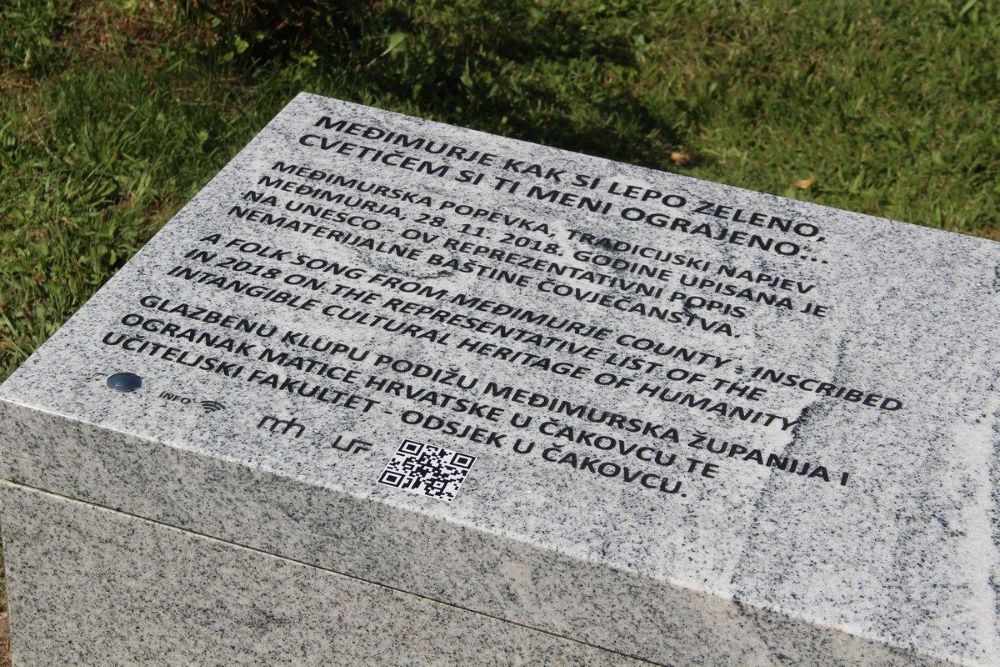 MEĐIMURJE KAK SI LEPO ZELENO,
CVETIČEM SI TI MENI OGRAJENO...
MEĐIMURSKA POPEVKA, TRADICIJSKI NAPJEV
MEĐIMURJA, 28. 11. 2018. GODINE UPISANA JE
NA UNESCO - OV REPREZENTATIVNI POPIS
NEMATERIJALNE BAŠTINE ČOVJEČANSTVA.
A FOLK SONG FROM MEĐIMURJE COUNTY - INSCRIBED
IN 2018 ON THE REPRESENTATIVE LIST OF THE
INTANGIBLE CULTURAL HERITAGE OF HUMANITY
GLAZBENU KLUPU PODIŽU MEĐIMURSKA ŽUPANIJA I
OGRANAK MATICE HRVATSKE U ČAKOVCU TE
UČITELJSKI FAKULTET - ODSJEK U ČAKOVCU.
INFO
mh UF